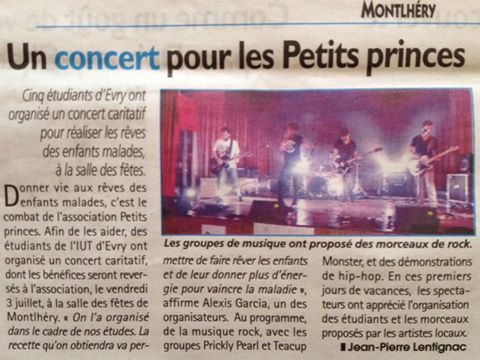 MONTLHÉRY
Un concert pour les Petits princes
Cinq étudiants d'Evry ont
organisé un concert caritatif
pour réaliser les rêves
des enfants malades,
à la salle des fêtes.
Donner vie aux rêves des
enfants malades, c'est le
combat de l'association Petits
princes. Afin de les aider, des
étudiants de l'IUT d'Evry ont
organisé un concert caritatif,
dont les bénéfices seront rever-
sés à l'association, le vendredi
3 juillet, à la salle des fêtes de
Montlhéry. « On l'a organisé
dans le cadre de nos études. La
recette qu'on obtiendra va per-
Les groupes de musique ont proposé des morceaux de rock.
mettre de faire rêver les enfants
et de leur donner plus d'éner-
gie pour vaincre la maladie »,
affirme Alexis Garcia, un des
organisateurs. Au programme,
de la musique rock, avec les
groupes Prickly Pearl et Teacup
Monster, et des démonstrations
de hip-hop. En ces premiers
jours de vacances, les specta-
teurs ont apprécié l'organisation
des étudiants et les morceaux
proposés par les artistes locaux.
Jean-Pierre Lentignac